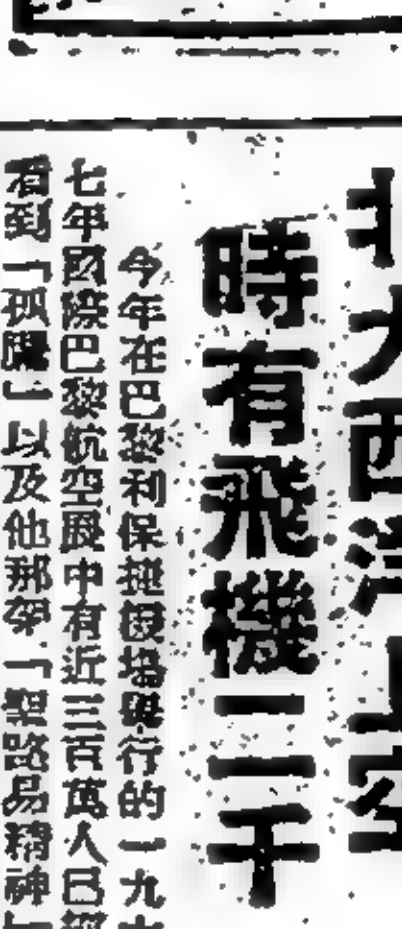 北大西洋上空
時有飛機二千
今年在巴黎利保挺機場舉行的一九
七年國際巴黎航空展中有近三百萬人已經
看到「孤鷹」以及他那架「聖路易精神」